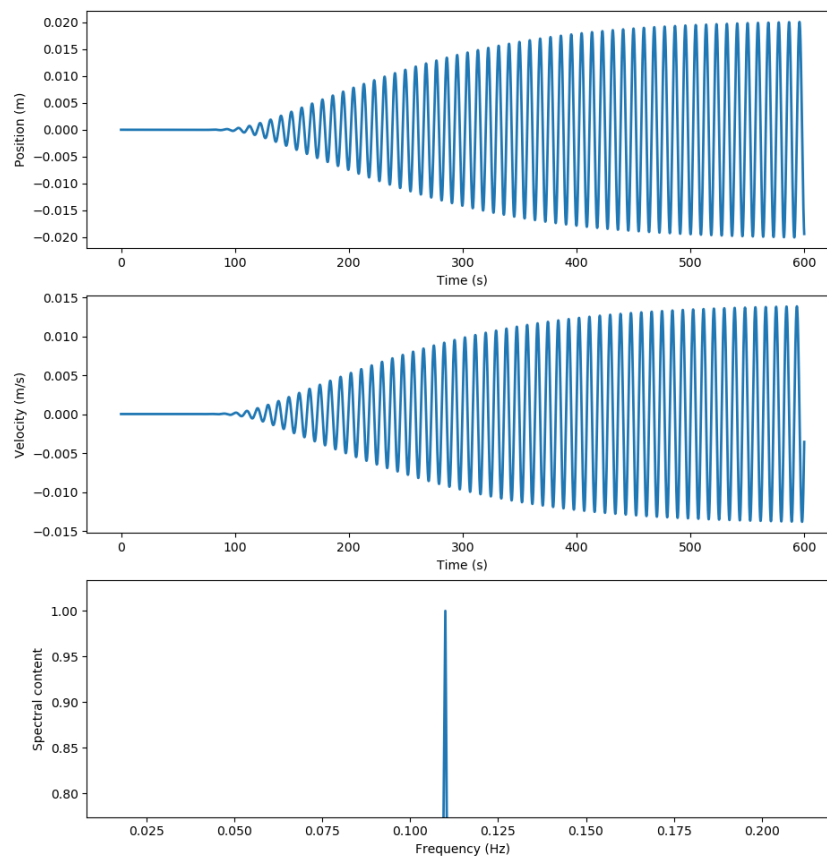 0.020
0.015
0.010
0.005
0.000
−0.005
−0.010
−0.015
−0.020
Position (m)
0 100 200 300 400 500 600
Time (s)
0.015
0.010
0.005
0.000
−0.005
−0.010
−0.015
Velocity (m/s)
0 100 200 300 400 500 600
Time (s)
1.00
0.95
0.90
0.85
0.80
Spectral content
0.025 0.050 0.075 0.100 0.125 0.150 0.175 0.200
Frequency (Hz)